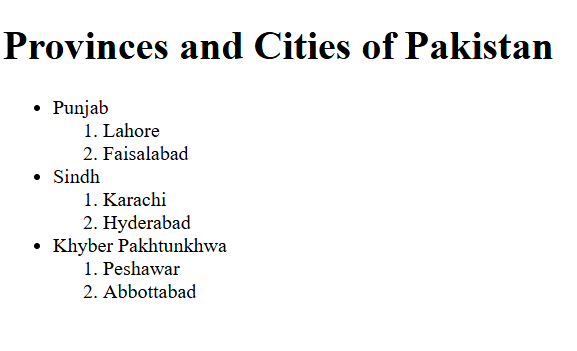 Provinces and Cities of Pakistan
• Punjab
1. Lahore
2. Faisalabad
• Sindh
1. Karachi
2. Hyderabad
• Khyber Pakhtunkhwa
1. Peshawar
2. Abbottabad